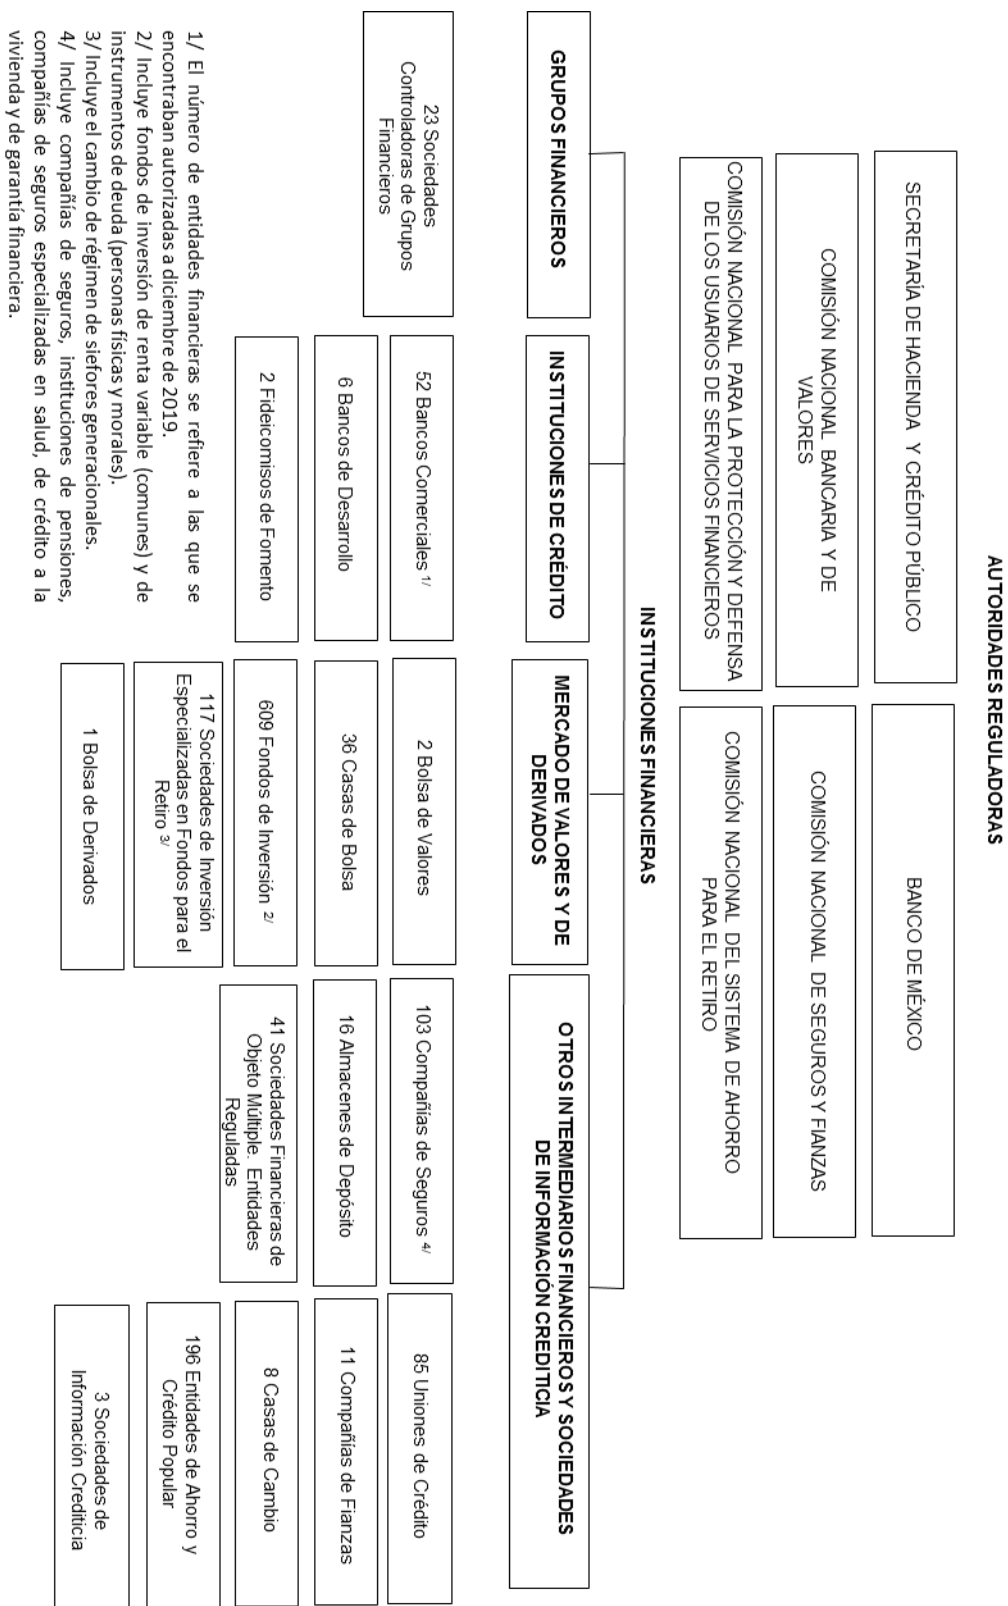 AUTORIDADES REGULADORAS
SECRETARÍA DE HACIENDA Y CRÉDITO PÚBLICO
BANCO DE MÉXICO
COMISIÓN NACIONAL BANCARIA Y DE
VALORES
COMISIÓN NACIONAL DE SEGUROS Y FIANZAS
COMISIÓN NACIONAL PARA LA PROTECCIÓN Y DEFENSA
DE LOS USUARIOS DE SERVICIOS FINANCIEROS
COMISIÓN NACIONAL DEL SISTEMA DE AHORRO
PARA EL RETIRO
INSTITUCIONES FINANCIERAS
GRUPOS FINANCIEROS
INSTITUCIONES DE CRÉDITO
MERCADO DE VALORES Y DE
DERIVADOS
OTROS INTERMEDIARIOS FINANCIEROS Y SOCIEDADES
DE INFORMACIÓN CREDITICIA
23 Sociedades
Controladoras de Grupos
Financieros
52 Bancos Comerciales 1/
6 Bancos de Desarrollo
2 Fideicomisos de Fomento
2 Bolsa de Valores
36 Casas de Bolsa
609 Fondos de Inversión 2/
117 Sociedades de Inversión
Especializadas en Fondos para el
Retiro 3/
1 Bolsa de Derivados
103 Compañías de Seguros 4/
16 Almacenes de Depósito
41 Sociedades Financieras de
Objeto Múltiple. Entidades
Reguladas
85 Uniones de Crédito
11 Compañías de Fianzas
8 Casas de Cambio
196 Entidades de Ahorro y
Crédito Popular
3 Sociedades de
Información Crediticia
1/ El número de entidades financieras se refiere a las que se
encontraban autorizadas a diciembre de 2019.
2/ Incluye fondos de inversión de renta variable (comunes) y de
instrumentos de deuda (personas físicas y morales).
3/ Incluye el cambio de régimen de siefores generacionales.
4/ Incluye compañías de seguros, instituciones de pensiones,
compañías de seguros especializadas en salud, de crédito a la
vivienda y de garantía financiera.